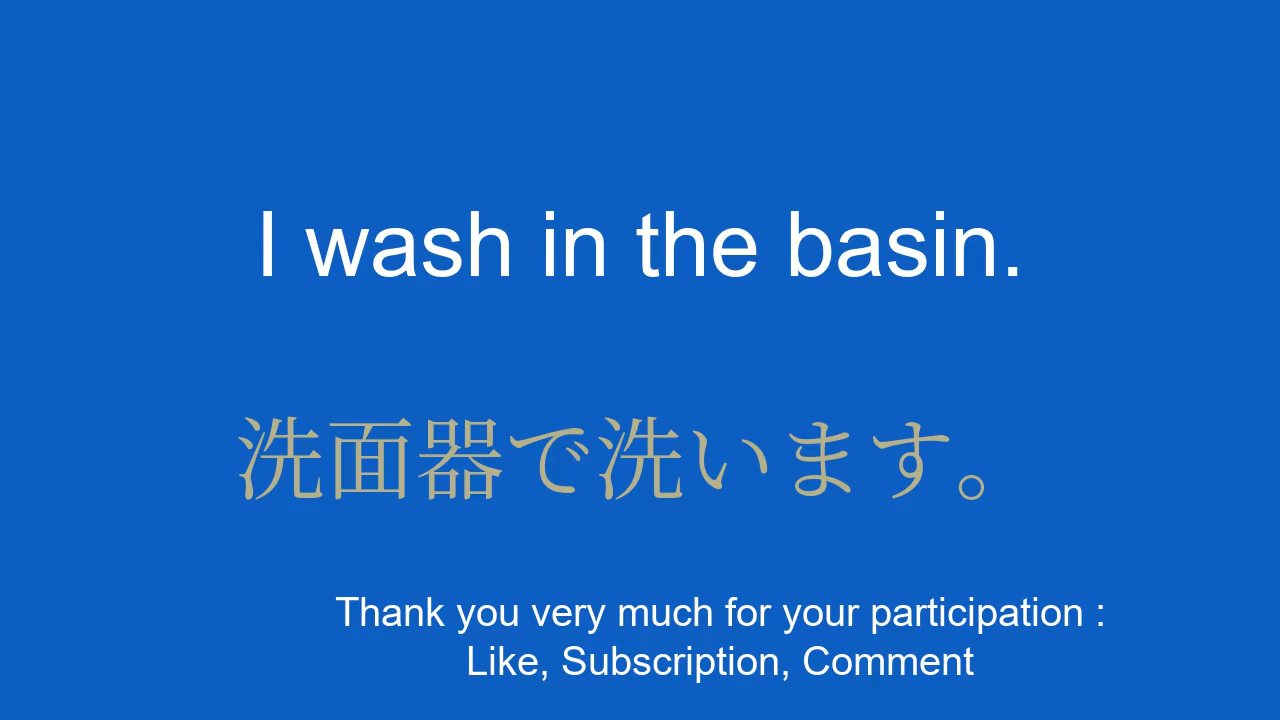 I wash in the basin.
洗面器で洗います。
Thank you very much for your participation :
Like, Subscription, Comment